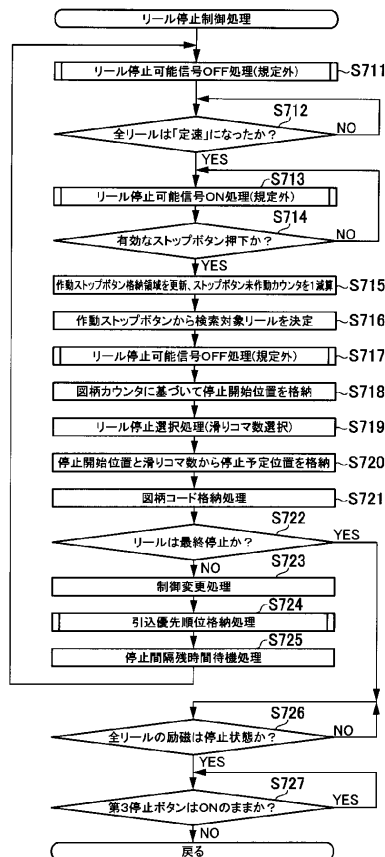 リール停止制御処理
リール停止可能信号OFF処理(規定外)
S711
S712
全リールは「定速」になったか？
NO
YES
S713
リール停止可能信号ON処理(規定外)
S714
有効なストップボタン押下か？
NO
YES
作動ストップボタン格納領域を更新、ストップボタン未作動カウンタを1減算
S715
作動ストップボタンから検索対象リールを決定
S716
リール停止可能信号OFF処理(規定外)
S717
図柄カウンタに基づいて停止開始位置を格納
S718
リール停止選択処理(滑りコマ数選択)
S719
停止開始位置と滑りコマ数から停止予定位置を格納
S720
図柄コード格納処理
S721
S722
リールは最終停止か？
YES
NO
S723
制御変更処理
S724
引込優先順位格納処理
S725
停止間隔残時間待機処理
S726
全リールの励磁は停止状態か？
NO
YES
S727
第3停止ボタンはONのままか？
YES
NO
戻る